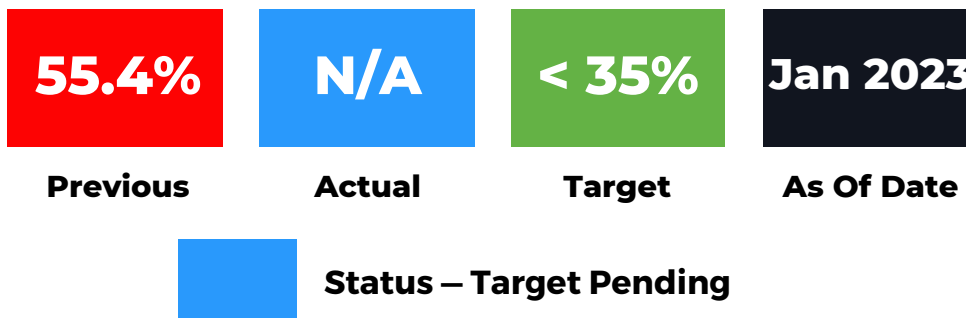 55.4% N/A < 35% Jan 2023
Previous Actual Target As Of Date
Status – Target Pending